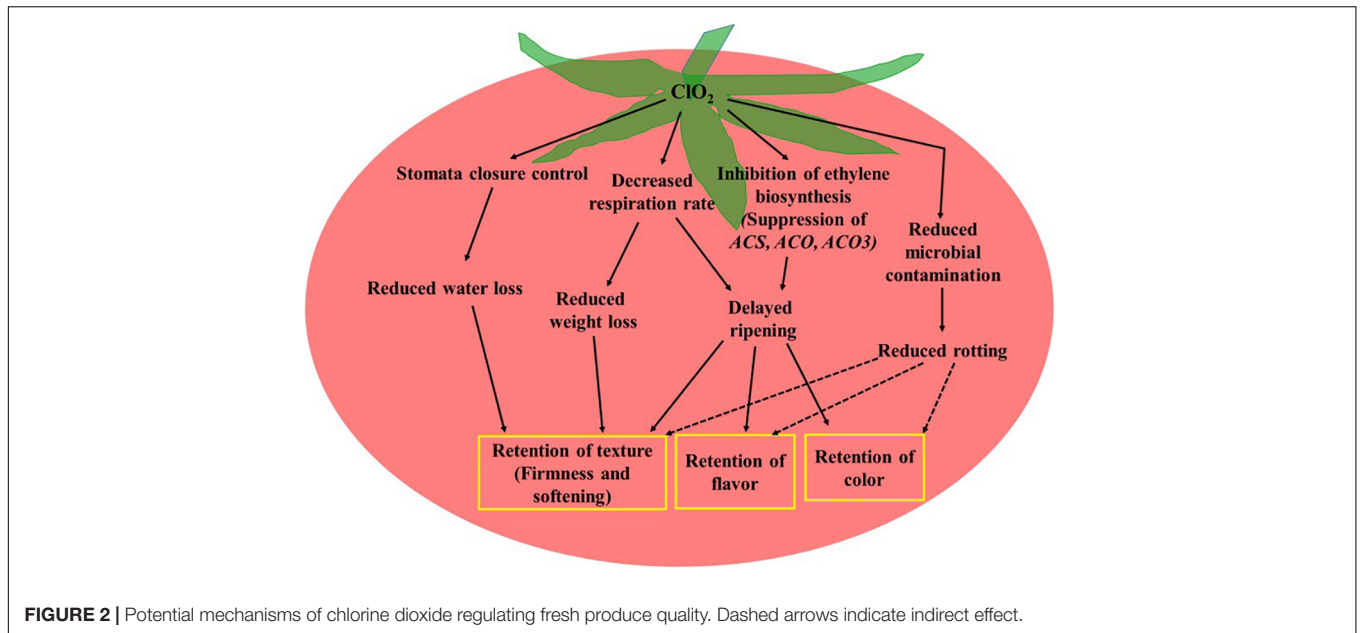 ClO₂
Stomata closure control
Decreased
respiration rate
Inhibition of ethylene
biosynthesis
(Suppression of
ACS, ACO, ACO3)
Reduced
microbial
contamination
Reduced water loss
Reduced
weight loss
Delayed
ripening
Reduced rotting
Retention of texture
(Firmness and
softening)
Retention of
flavor
Retention of
color
FIGURE 2 | Potential mechanisms of chlorine dioxide regulating fresh produce quality. Dashed arrows indicate indirect effect.